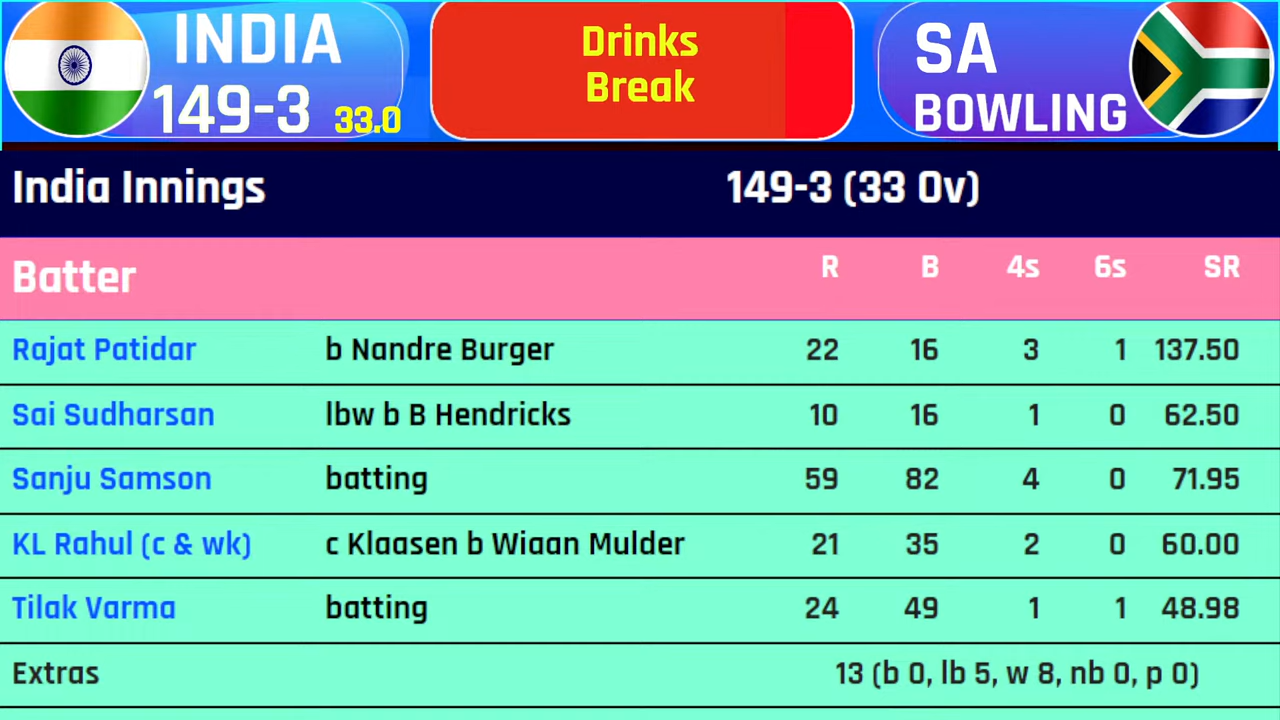 INDIA
149-3 33.0
Drinks
Break
SA
BOWLING
India Innings 149-3 (33 Ov)
Batter R B 4s 6s SR
Rajat Patidar b Nandre Burger 22 16 3 1 137.50
Sai Sudharsan lbw b B Hendricks 10 16 1 0 62.50
Sanju Samson batting 59 82 4 0 71.95
KL Rahul (c & wk) c Klaasen b Wiaan Mulder 21 35 2 0 60.00
Tilak Varma batting 24 49 1 1 48.98
Extras 13 (b 0, lb 5, w 8, nb 0, p 0)